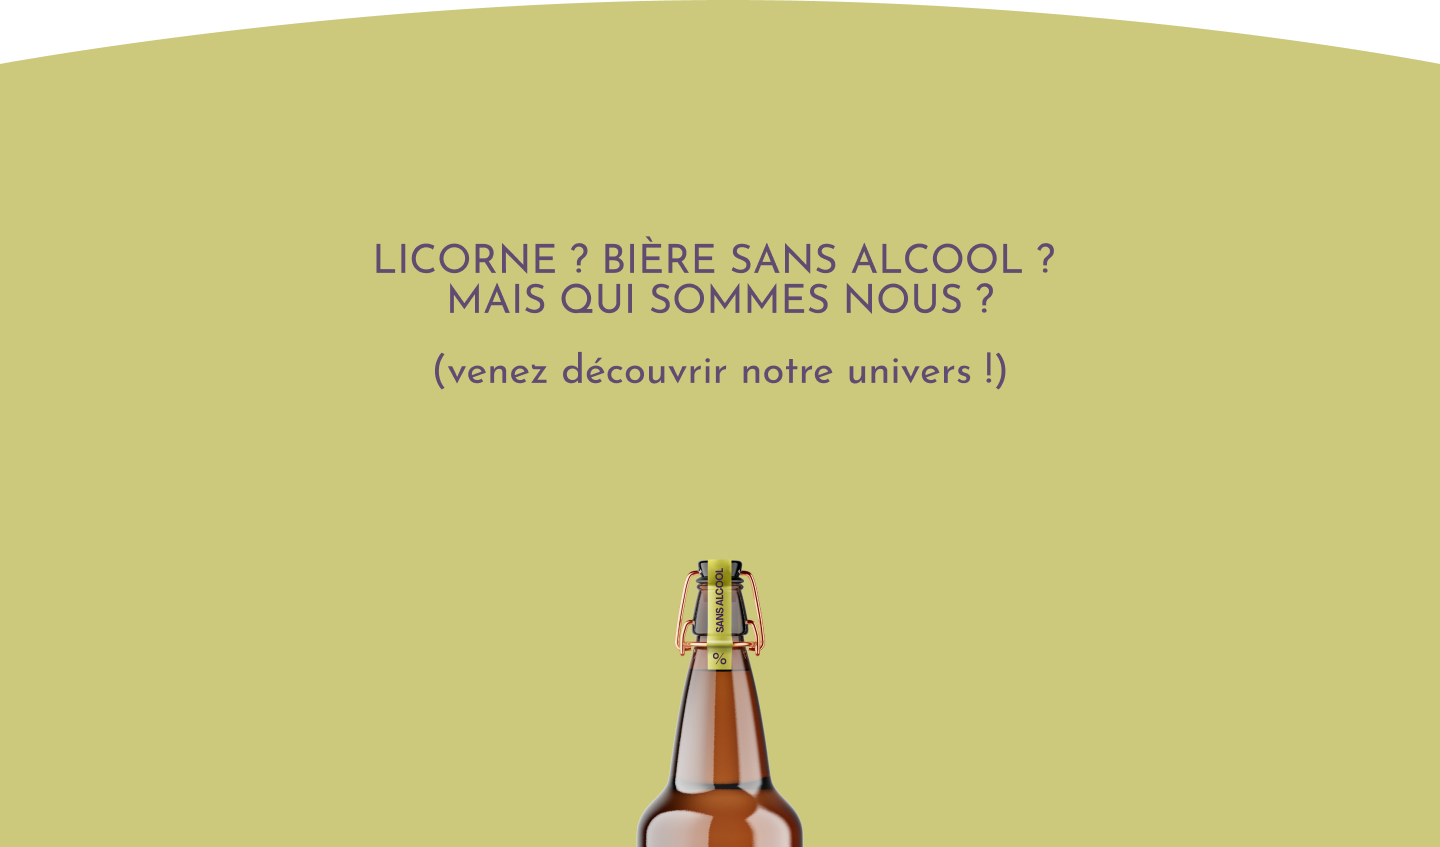 LICORNE ? BIÈRE SANS ALCOOL ?
MAIS QUI SOMMES NOUS ?
(venez découvrir notre univers !)
SANS ALCOOL
%